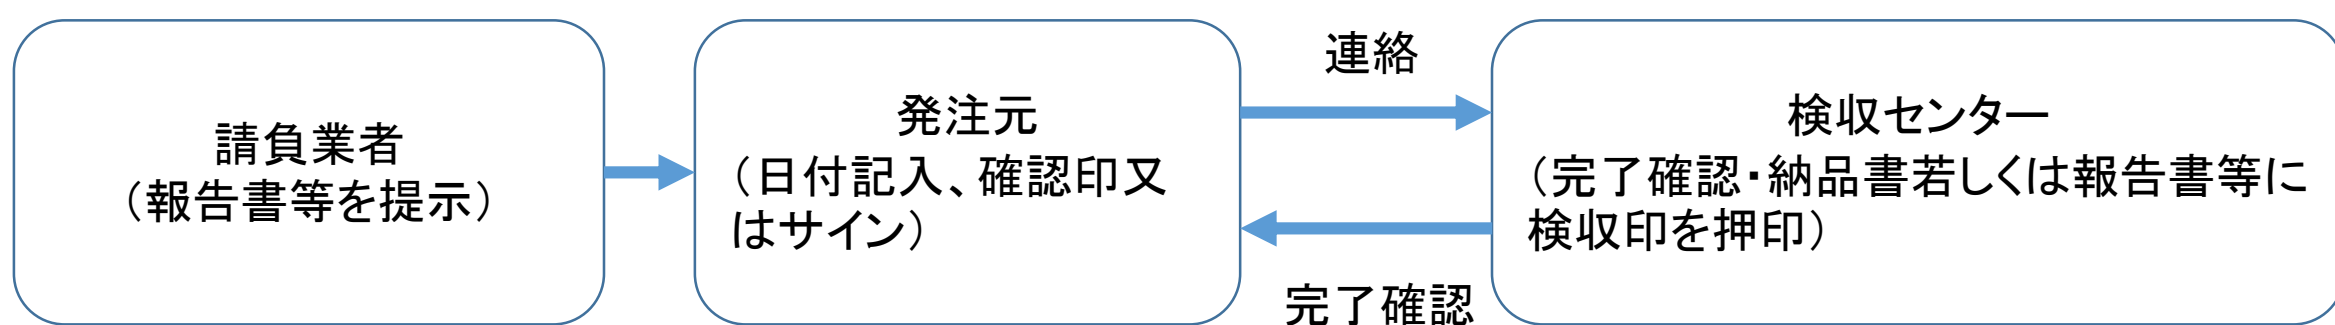 請負業者
（報告書等を提示）
発注元
（日付記入、確認印又
はサイン）
連絡
完了確認
検収センター
（完了確認・納品書若しくは報告書等に
検収印を押印）